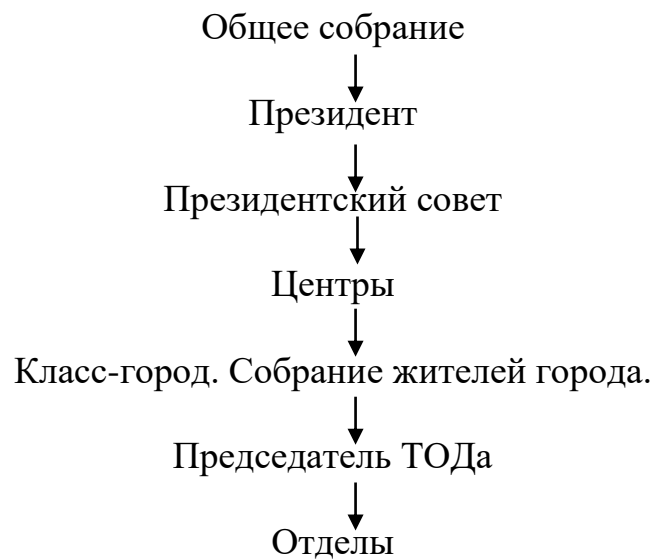 Общее собрание
Президент
Президентский совет
Центры
Класс-город. Собрание жителей города.
Председатель ТОДа
Отделы